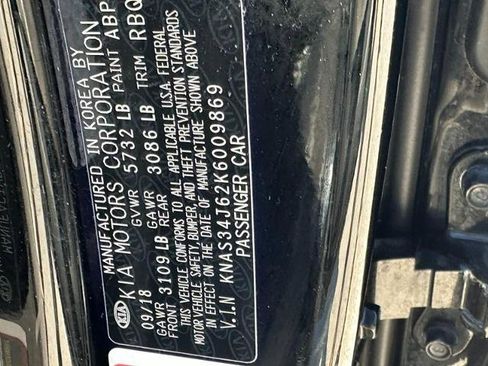 MANUFACTURED IN KOREA BY
KIA KIA MOTORS CORPORATION
09/18 GVWR 5732 LB PAINT ABP
GAWR FRONT 3109 LB GAWR REAR 3086 LB TRIM RBQ
THIS VEHICLE CONFORMS TO ALL APPLICABLE U.S.A. FEDERAL
MOTOR VEHICLE SAFETY, BUMPER, AND THEFT PREVENTION STANDARDS
IN EFFECT ON THE DATE OF MANUFACTURE SHOWN ABOVE
V.I.N KNAS34J62K6009869
PASSENGER CAR